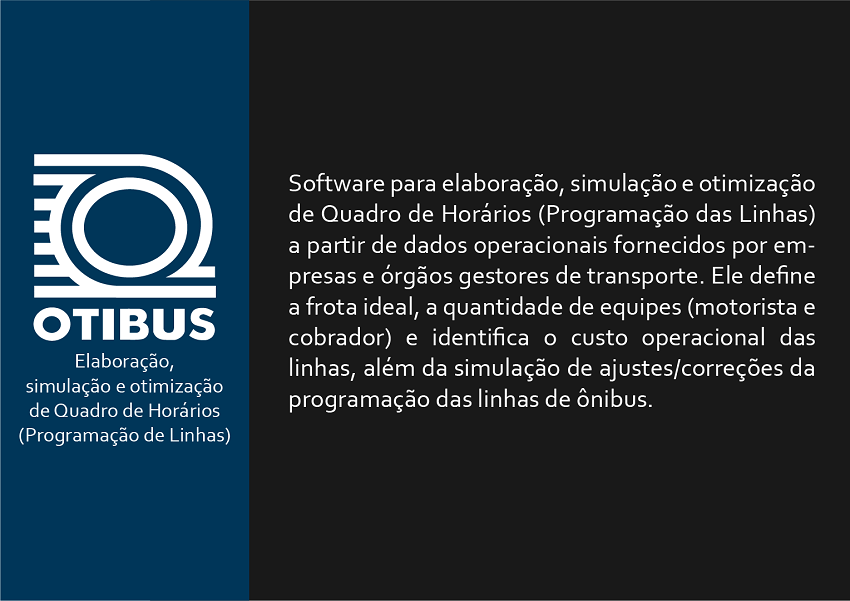 OTIBUS
Elaboração,
simulação e otimização
de Quadro de Horários
(Programação de Linhas)
Software para elaboração, simulação e otimização
de Quadro de Horários (Programação das Linhas)
a partir de dados operacionais fornecidos por em-
presas e órgãos gestores de transporte. Ele define
a frota ideal, a quantidade de equipes (motorista e
cobrador) e identifica o custo operacional das
linhas, além da simulação de ajustes/correções da
programação das linhas de ônibus.